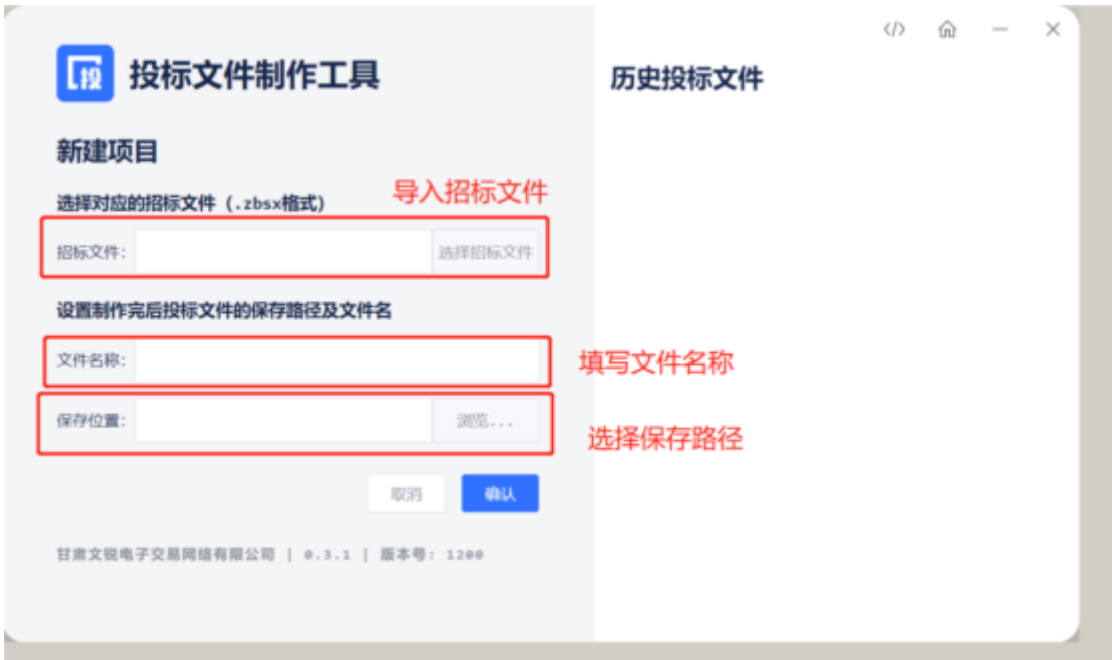 投
投标文件制作工具
历史投标文件
新建项目
选择对应的招标文件（.zbsx格式）
导入招标文件
招标文件：
选择招标文件
设置制作完后投标文件的保存路径及文件名
文件名称：
填写文件名称
保存位置：
浏览...
选择保存路径
取消
确认
甘肃文锐电子交易网络有限公司 | 0.3.1 | 版本号: 1200